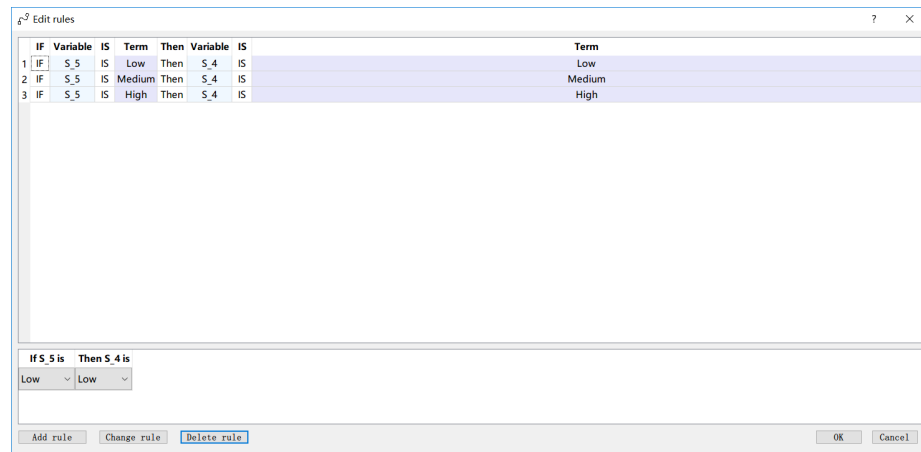 Edit rules ? ×
IF Variable IS Term Then Variable IS Term
1 IF S_5 IS Low Then S_4 IS Low
2 IF S_5 IS Medium Then S_4 IS Medium
3 IF S_5 IS High Then S_4 IS High
If S_5 is Then S_4 is
Low Low
Add rule Change rule Delete rule OK Cancel